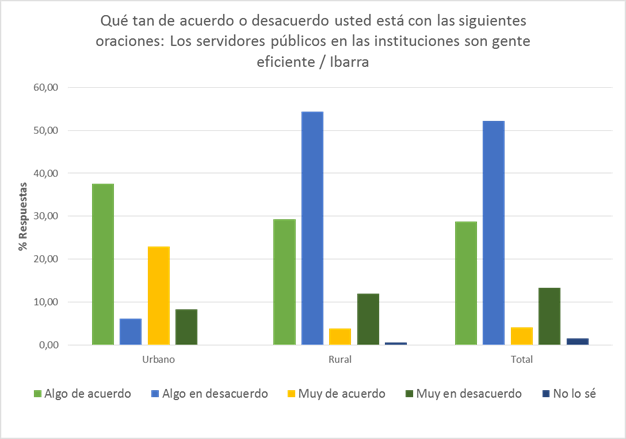 Qué tan de acuerdo o desacuerdo usted está con las siguientes
oraciones: Los servidores públicos en las instituciones son gente
eficiente / Ibarra
60,00
50,00
40,00
30,00
20,00
10,00
0,00
% Respuestas
Urbano Rural Total
Algo de acuerdo Algo en desacuerdo Muy de acuerdo Muy en desacuerdo No lo sé